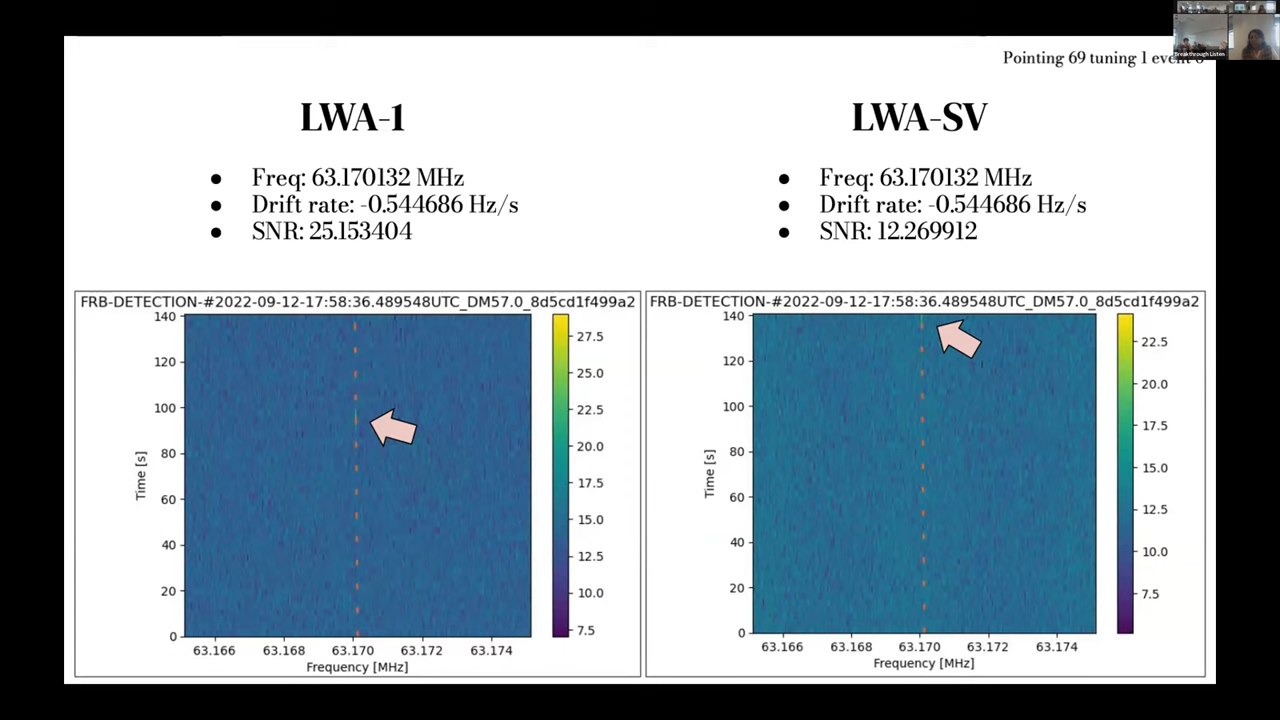 Breakthrough Listen
Pointing 69 tuning 1 event
LWA-1
● Freq: 63.170132 MHz
● Drift rate: -0.544686 Hz/s
● SNR: 25.153404
LWA-SV
● Freq: 63.170132 MHz
● Drift rate: -0.544686 Hz/s
● SNR: 12.269912
FRB-DETECTION-#2022-09-12-17:58:36.489548UTC_DM57.0_8d5cd1f499a2
Time [s]
140
120
100
80
60
40
20
0
63.166 63.168 63.170 63.172 63.174
Frequency [MHz]
27.5
25.0
22.5
20.0
17.5
15.0
12.5
10.0
7.5
FRB-DETECTION-#2022-09-12-17:58:36.489548UTC_DM57.0_8d5cd1f499a2
Time [s]
140
120
100
80
60
40
20
0
63.166 63.168 63.170 63.172 63.174
Frequency [MHz]
22.5
20.0
17.5
15.0
12.5
10.0
7.5